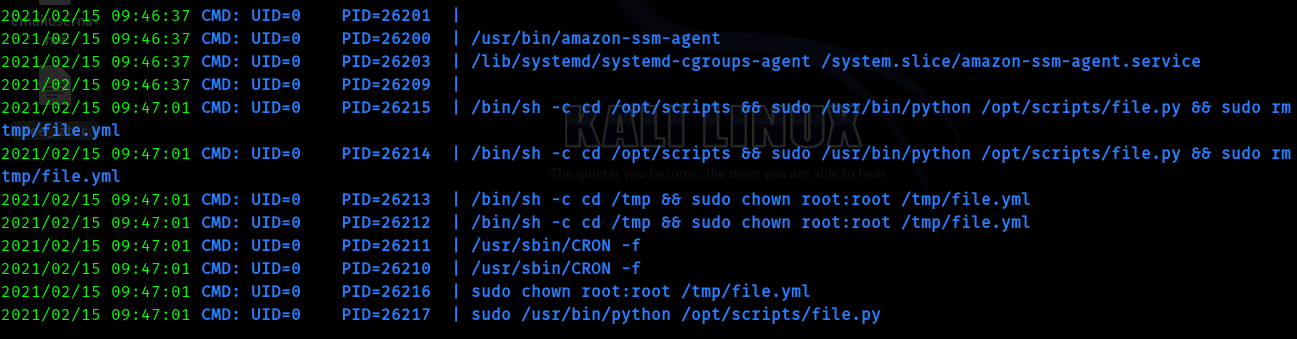 2021/02/15 09:46:37 CMD: UID=0    PID=26201  |
2021/02/15 09:46:37 CMD: UID=0    PID=26200  | /usr/bin/amazon-ssm-agent
2021/02/15 09:46:37 CMD: UID=0    PID=26203  | /lib/systemd/systemd-cgroups-agent /system.slice/amazon-ssm-agent.service
2021/02/15 09:46:37 CMD: UID=0    PID=26209  |
2021/02/15 09:47:01 CMD: UID=0    PID=26215  | /bin/sh -c cd /opt/scripts && sudo /usr/bin/python /opt/scripts/file.py && sudo rm
tmp/file.yml
2021/02/15 09:47:01 CMD: UID=0    PID=26214  | /bin/sh -c cd /opt/scripts && sudo /usr/bin/python /opt/scripts/file.py && sudo rm
tmp/file.yml
2021/02/15 09:47:01 CMD: UID=0    PID=26213  | /bin/sh -c cd /tmp && sudo chown root:root /tmp/file.yml
2021/02/15 09:47:01 CMD: UID=0    PID=26212  | /bin/sh -c cd /tmp && sudo chown root:root /tmp/file.yml
2021/02/15 09:47:01 CMD: UID=0    PID=26211  | /usr/sbin/CRON -f
2021/02/15 09:47:01 CMD: UID=0    PID=26210  | /usr/sbin/CRON -f
2021/02/15 09:47:01 CMD: UID=0    PID=26216  | sudo chown root:root /tmp/file.yml
2021/02/15 09:47:01 CMD: UID=0    PID=26217  | sudo /usr/bin/python /opt/scripts/file.py
KALI LINUX
The quieter you become, the more you are able to hear.